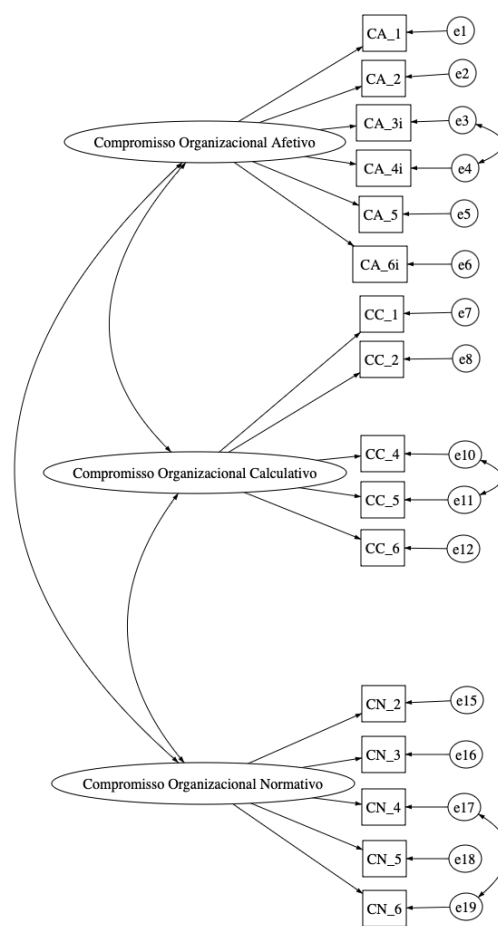 CA_1
e1
CA_2
e2
CA_3i
e3
Compromisso Organizacional Afetivo
CA_4i
e4
CA_5
e5
CA_6i
e6
CC_1
e7
CC_2
e8
CC_4
e10
Compromisso Organizacional Calculativo
CC_5
e11
CC_6
e12
CN_2
e15
CN_3
e16
Compromisso Organizacional Normativo
CN_4
e17
CN_5
e18
CN_6
e19